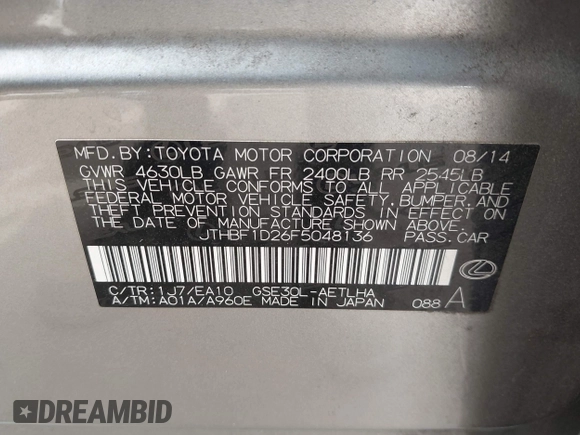 MFD.BY:TOYOTA MOTOR CORPORATION 08/14
GVWR 4630LB GAWR FR 2400LB RR 2545LB
THIS VEHICLE CONFORMS TO ALL APPLICABLE
FEDERAL MOTOR VEHICLE SAFETY,BUMPER,AND
THEFT PREVENTION STANDARDS IN EFFECT ON
THE DATE OF MANUFACTURE SHOWN ABOVE.
JTHBF1D26F5048136 PASS.CAR
C/TR:1J7/EA10 GSE30L-AETLHA
A/TM:A01A/A960E MADE IN JAPAN 088 A
DREAMBID